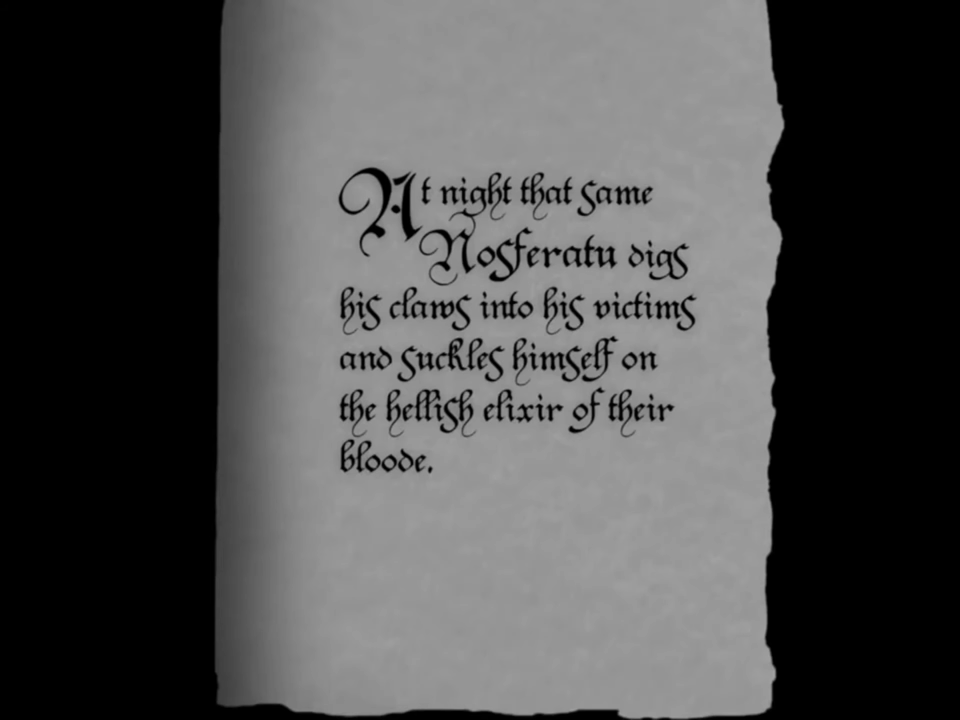 At night that same
Nosferatu digs
his claws into his victims
and suckles himself on
the hellish elixir of their
bloode.